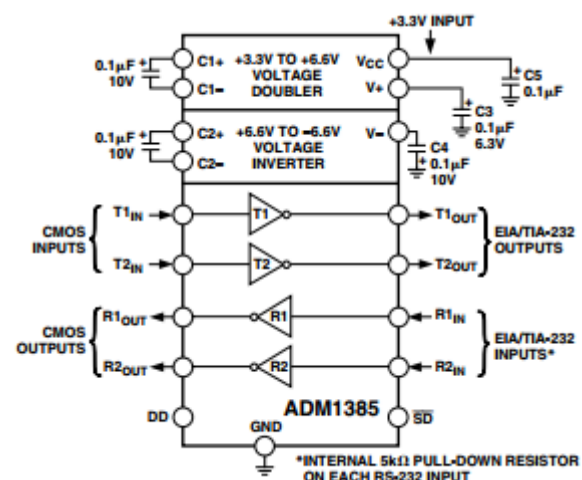 +3.3V INPUT
0.1µF
10V
C1+
C1–
+3.3V TO +6.6V
VOLTAGE
DOUBLER
VCC
V+
C5
0.1µF
C3
0.1µF
6.3V
0.1µF
10V
C2+
C2–
+6.6V TO –6.6V
VOLTAGE
INVERTER
V–
C4
0.1µF
10V
CMOS
INPUTS
T1IN
T1
T1OUT
T2IN
T2
T2OUT
EIA/TIA-232
OUTPUTS
CMOS
OUTPUTS
R1OUT
R1
R1IN
R2OUT
R2
R2IN
EIA/TIA-232
INPUTS*
DD
GND
ADM1385
SD
*INTERNAL 5kΩ PULL-DOWN RESISTOR
ON EACH RS-232 INPUT